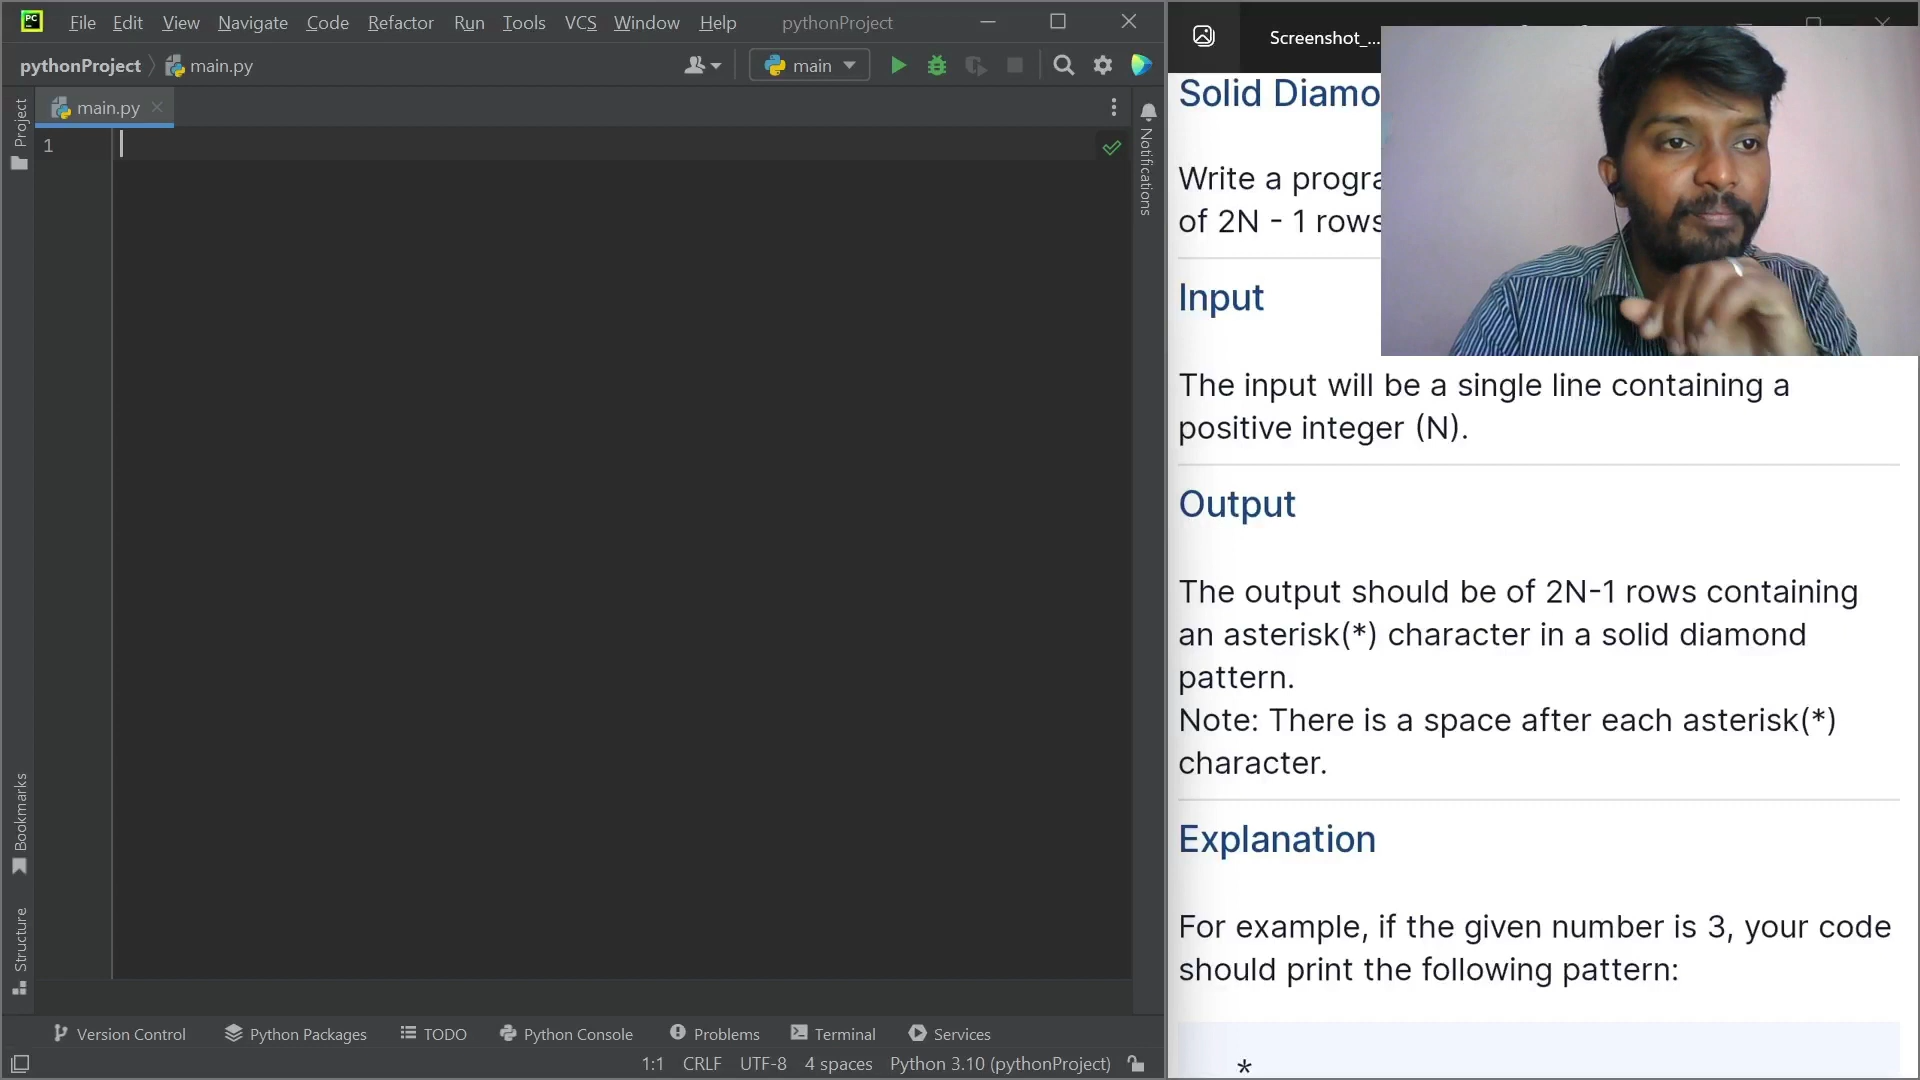 PC
File Edit View Navigate Code Refactor Run Tools VCS Window Help pythonProject
pythonProject main.py main
main.py
Project
1
Notifications
Bookmarks
Structure
Version Control Python Packages TODO Python Console Problems Terminal Services
1:1 CRLF UTF-8 4 spaces Python 3.10 (pythonProject)
Screenshot_...
Solid Diamo
Write a progra
of 2N - 1 rows
Input
The input will be a single line containing a
positive integer (N).
Output
The output should be of 2N-1 rows containing
an asterisk(*) character in a solid diamond
pattern.
Note: There is a space after each asterisk(*)
character.
Explanation
For example, if the given number is 3, your code
should print the following pattern:
*